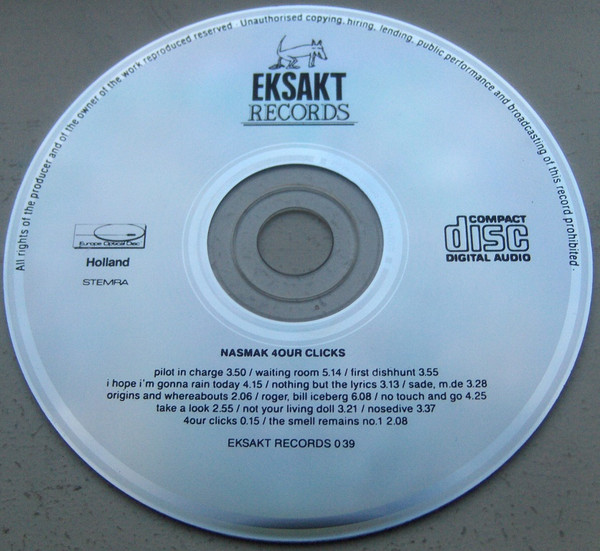 All rights of the producer and of the owner of the work reproduced reserved. Unauthorised copying, hiring, lending, public performance and broadcasting of this record prohibited.
EKSAKT
RECORDS
Europe Optical Disc
Holland
STEMRA
COMPACT
disc
DIGITAL AUDIO
NASMAK 4OUR CLICKS
pilot in charge 3.50 / waiting room 5.14 / first dishhunt 3.55
i hope i'm gonna rain today 4.15 / nothing but the lyrics 3.13 / sade, m.de 3.28
origins and whereabouts 2.06 / roger, bill iceberg 6.08 / no touch and go 4.25
take a look 2.55 / not your living doll 3.21 / nosedive 3.37
4our clicks 0.15 / the smell remains no.1 2.08
EKSAKT RECORDS 039